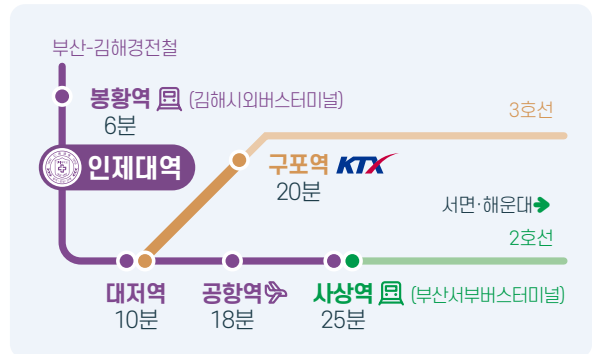 부산-김해경전철
봉황역 (김해시외버스터미널)
6분
3호선
인제대역
구포역 KTX
20분
서면·해운대
2호선
대저역
10분
공항역
18분
사상역 (부산서부버스터미널)
25분